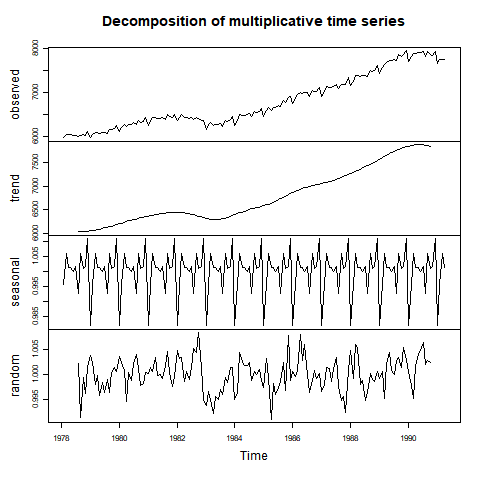 Decomposition of multiplicative time series
observed
6000 7000 8000
trend
6000 6500 7000 7500
seasonal
0.985 0.995 1.005
random
0.995 1.000 1.005
1978 1980 1982 1984 1986 1988 1990
Time